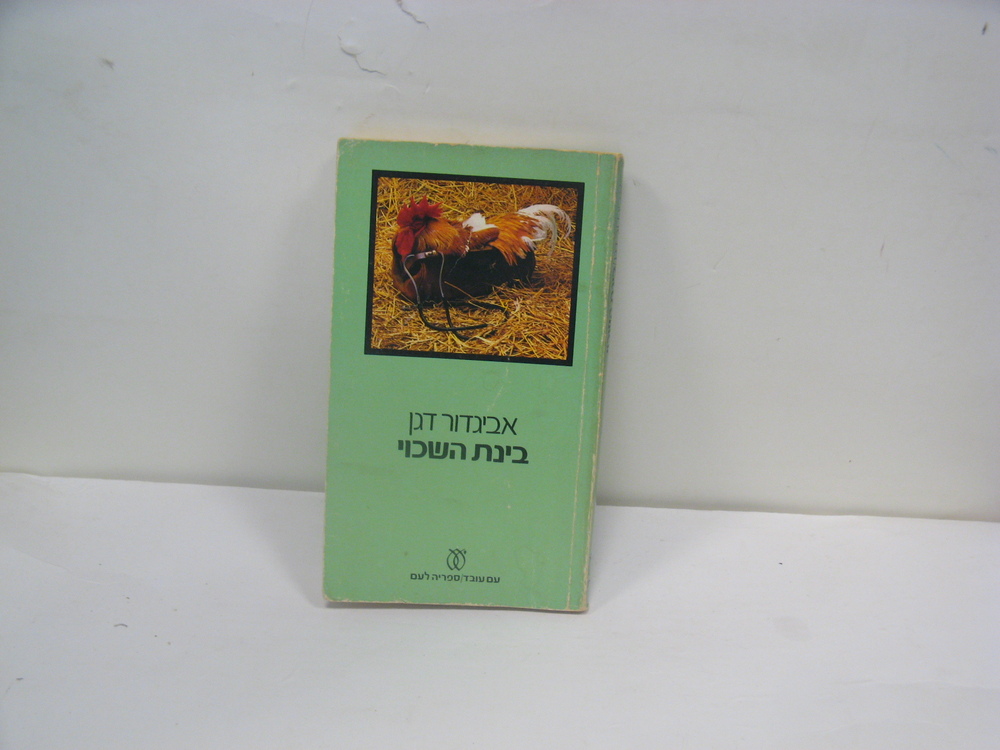 אביגדור דגן
בינת השכוי
עם עובד/ספריה לעם